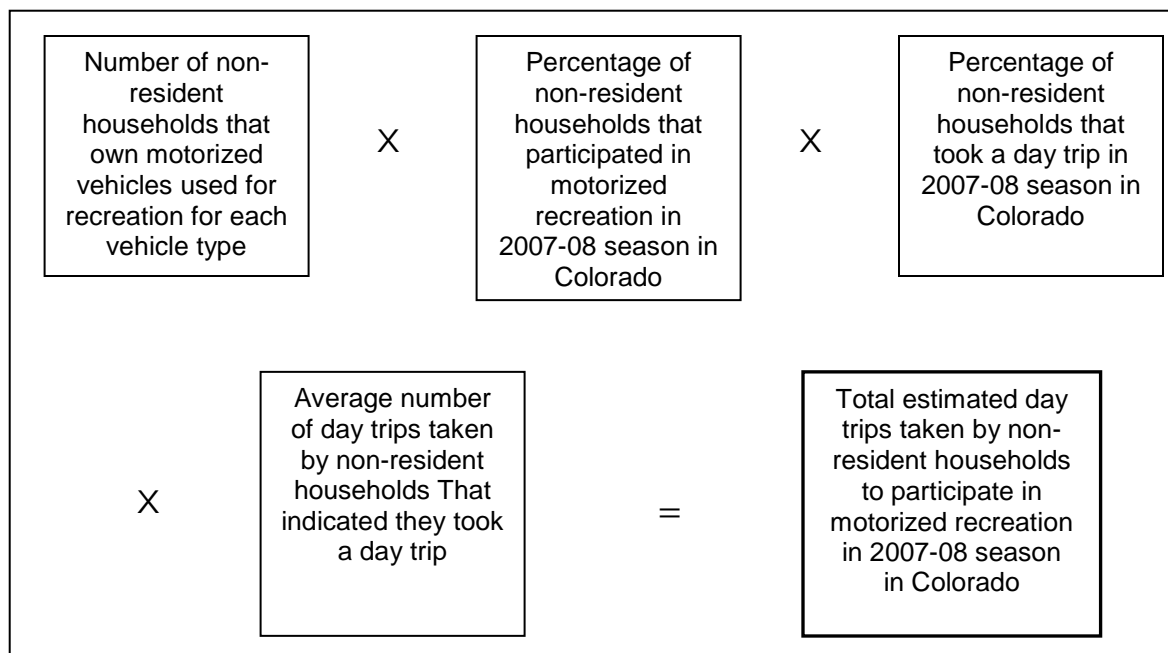 Number of non-
resident
households that
own motorized
vehicles used for
recreation for each
vehicle type
X
Percentage of
non-resident
households that
participated in
motorized
recreation in
2007-08 season in
Colorado
X
Percentage of
non-resident
households that
took a day trip in
2007-08 season in
Colorado
X
Average number
of day trips taken
by non-resident
households That
indicated they took
a day trip
=
Total estimated day
trips taken by non-
resident households
to participate in
motorized recreation
in 2007-08 season
in Colorado